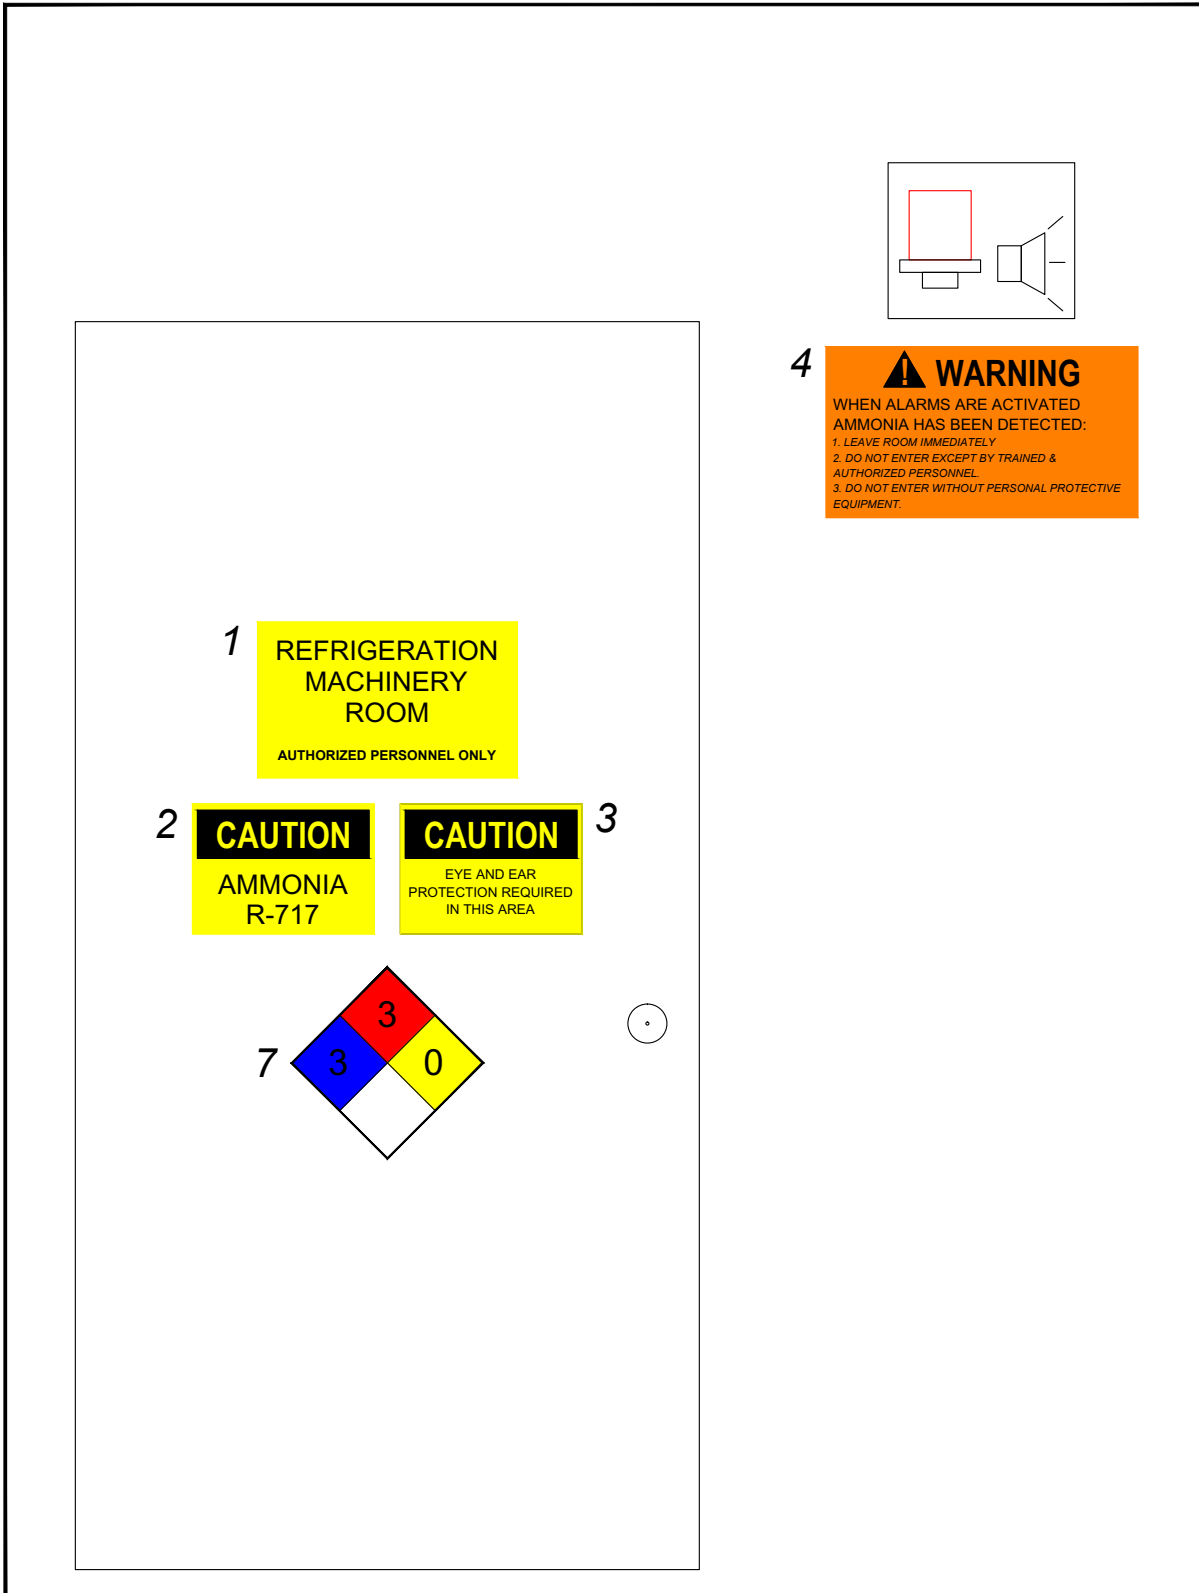 4
WARNING
WHEN ALARMS ARE ACTIVATED
AMMONIA HAS BEEN DETECTED:
1. LEAVE ROOM IMMEDIATELY
2. DO NOT ENTER EXCEPT BY TRAINED &
AUTHORIZED PERSONNEL.
3. DO NOT ENTER WITHOUT PERSONAL PROTECTIVE
EQUIPMENT.
1
REFRIGERATION
MACHINERY
ROOM
AUTHORIZED PERSONNEL ONLY
2
CAUTION
AMMONIA
R-717
3
CAUTION
EYE AND EAR
PROTECTION REQUIRED
IN THIS AREA
7
3
3
0